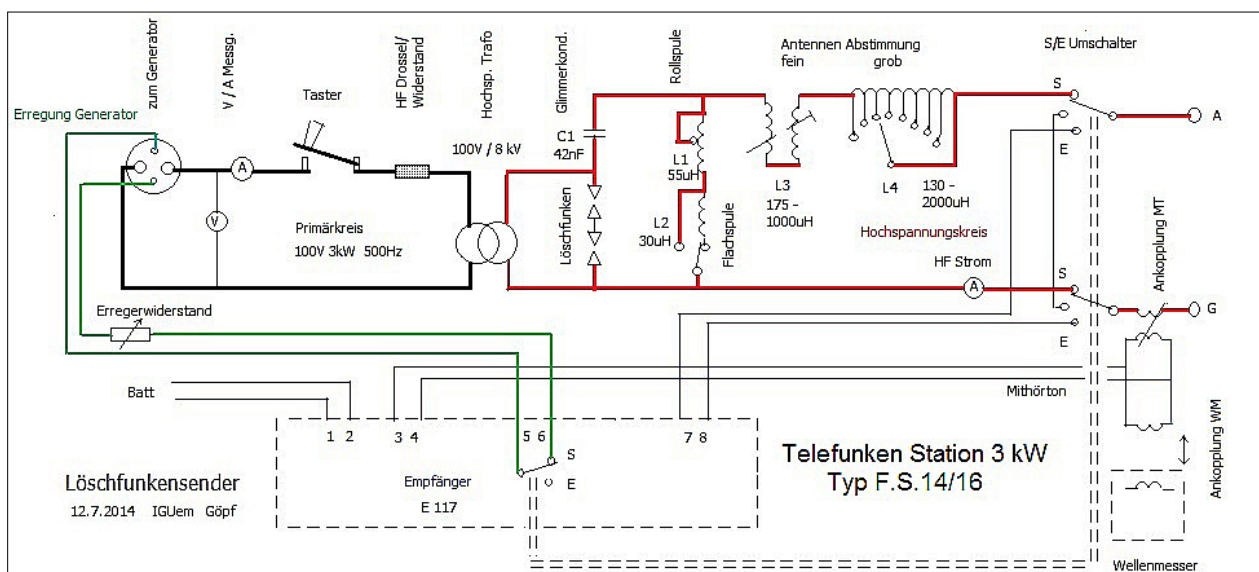 zum Generator
V / A Messg.
HF Drossel/
Widerstand
Hochsp. Trafo
Glimmerkond.
Rollspule
Antennen Abstimmung
fein grob
S/E Umschalter
Taster
Erregung Generator
S
A
A
C1
42nF
100V / 8 kV
E
L1
55uH
L3
175 -
1000uH
L4
130 -
2000uH
V
Primärkreis
100V 3kW 500Hz
Löschfunken
L2
30uH
Flachspule
Hochspannungskreis
HF Strom
A
S
Ankopplung MT
G
E
Erregerwiderstand
Batt
Mithörton
1 2 3 4 5 6 7 8
S
E
Empfänger
E 117
Telefunken Station 3 kW
Typ F.S.14/16
Löschfunkensender
12.7.2014 IGUem Göpf
Ankopplung WM
Wellenmesser